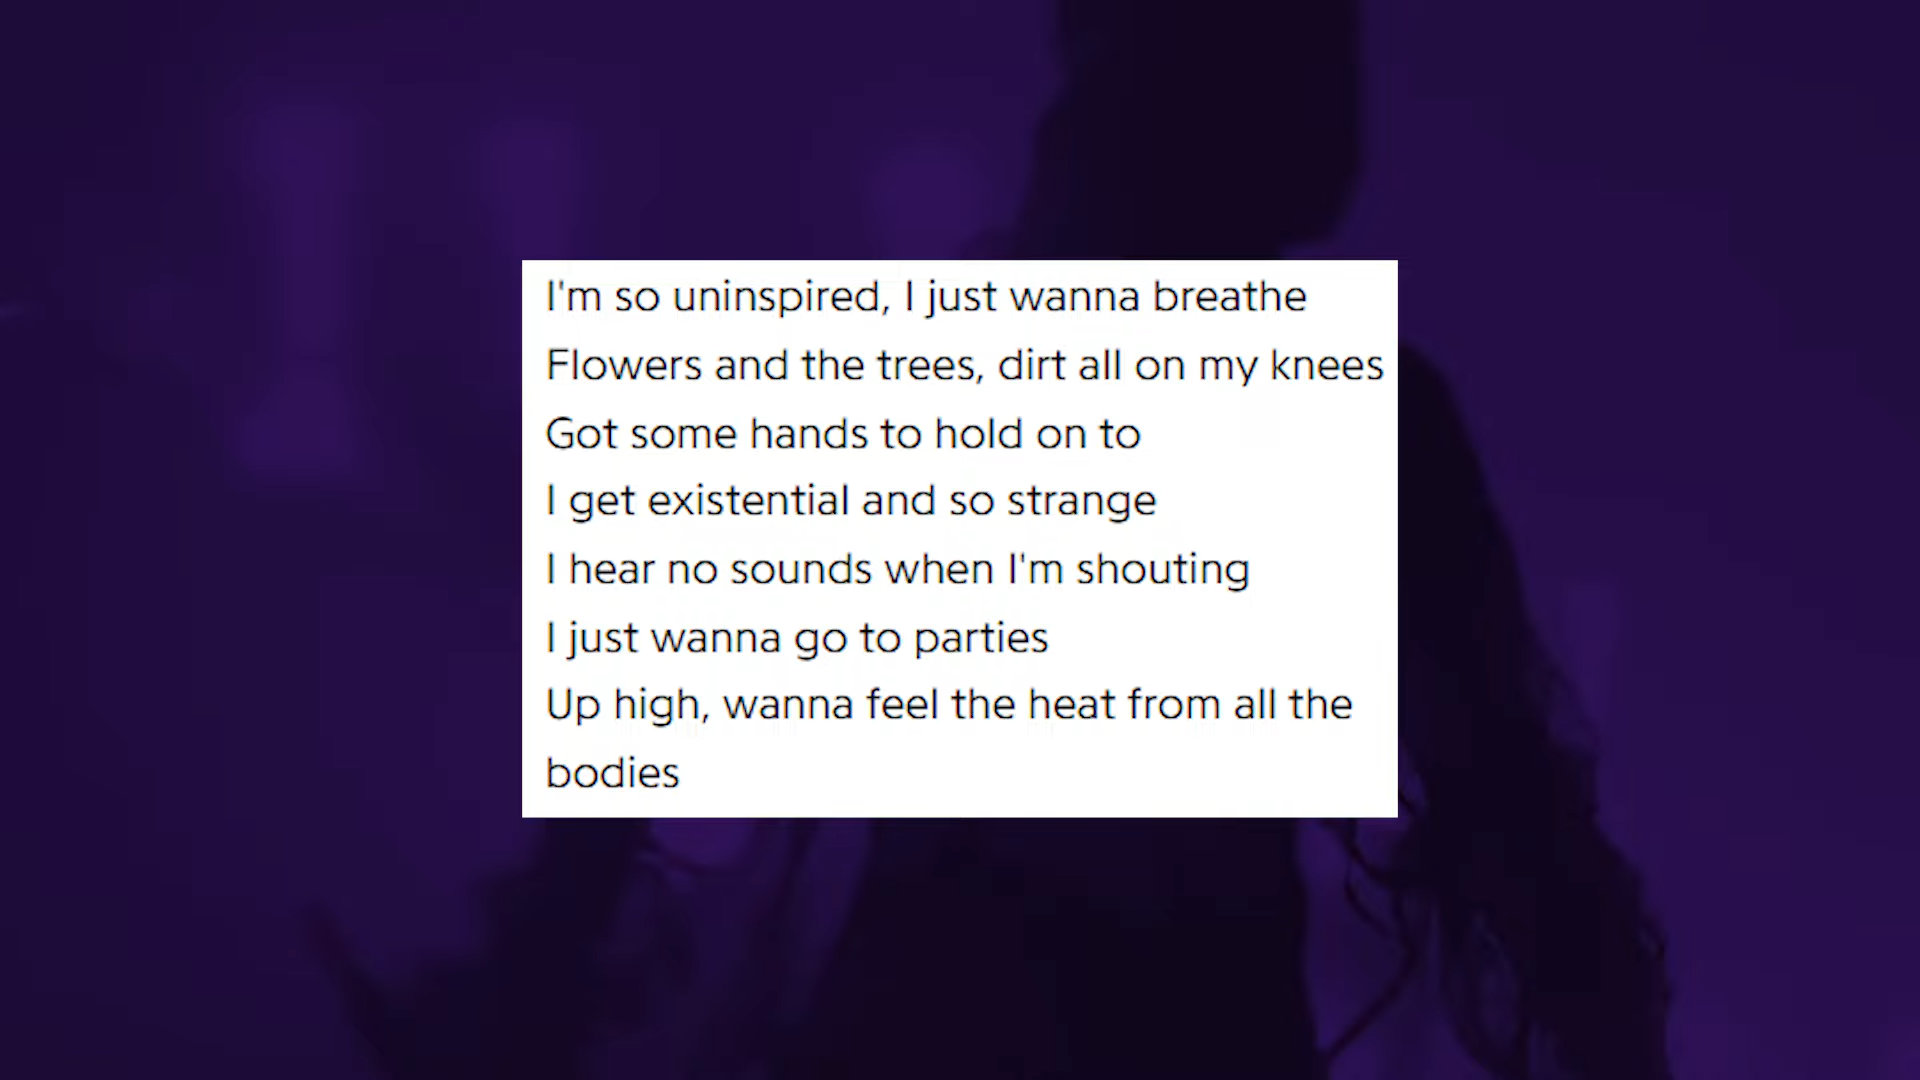 I'm so uninspired, I just wanna breathe
Flowers and the trees, dirt all on my knees
Got some hands to hold on to
I get existential and so strange
I hear no sounds when I'm shouting
I just wanna go to parties
Up high, wanna feel the heat from all the
bodies